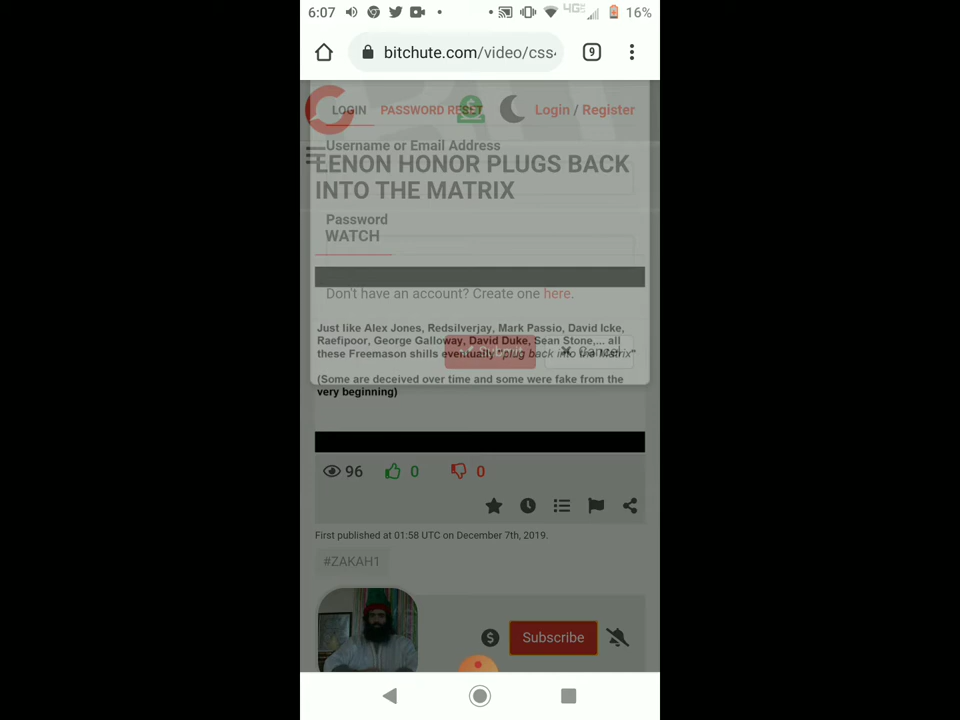 6:07
4G
16%
bitchute.com/video/css
9
LOGIN PASSWORD RESET
Login / Register
Username or Email Address
LENON HONOR PLUGS BACK
INTO THE MATRIX
Password
WATCH
Don't have an account? Create one here.
Just like Alex Jones, Redsilverjay, Mark Passio, David Icke,
Raefipoor, George Galloway, David Duke, Sean Stone,... all
these Freemason shills eventually "plug back into the Matrix"
Submit
Cancel
(Some are deceived over time and some were fake from the
very beginning)
96 0 0
First published at 01:58 UTC on December 7th, 2019.
#ZAKAH1
Subscribe